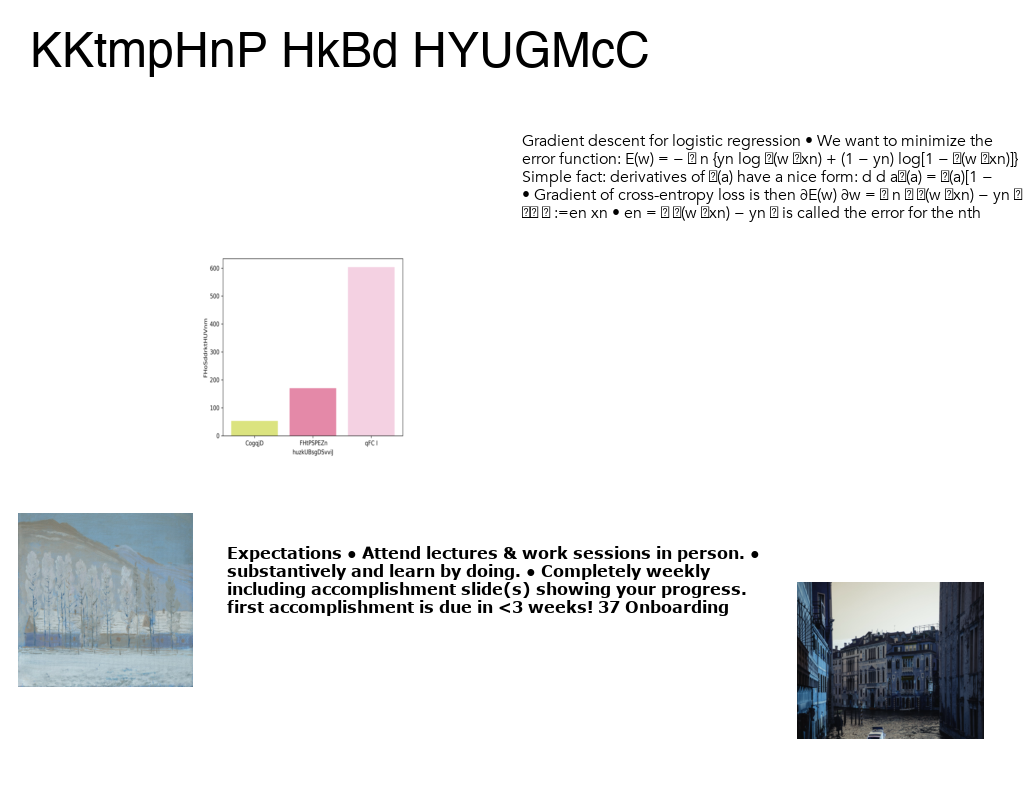 KKtmpHnP HkBd HYUGMcC
Gradient descent for logistic regression • We want to minimize the
error function: E(w) = − n {yn log (w xn) + (1 − yn) log[1 − (w xn)]}
Simple fact: derivatives of (a) have a nice form: d d a (a) = (a)[1 −
• Gradient of cross-entropy loss is then ∂E(w) ∂w = n (w xn) − yn
:=en xn • en = (w xn) − yn is called the error for the nth
600
500
400
300
200
100
0
FHoSddrktHUVnm
CogqjD
FHtPSPEZn
huzkUBsgDSvviJ
qFC I
Expectations ● Attend lectures & work sessions in person. ●
substantively and learn by doing. ● Completely weekly
including accomplishment slide(s) showing your progress.
first accomplishment is due in <3 weeks! 37 Onboarding